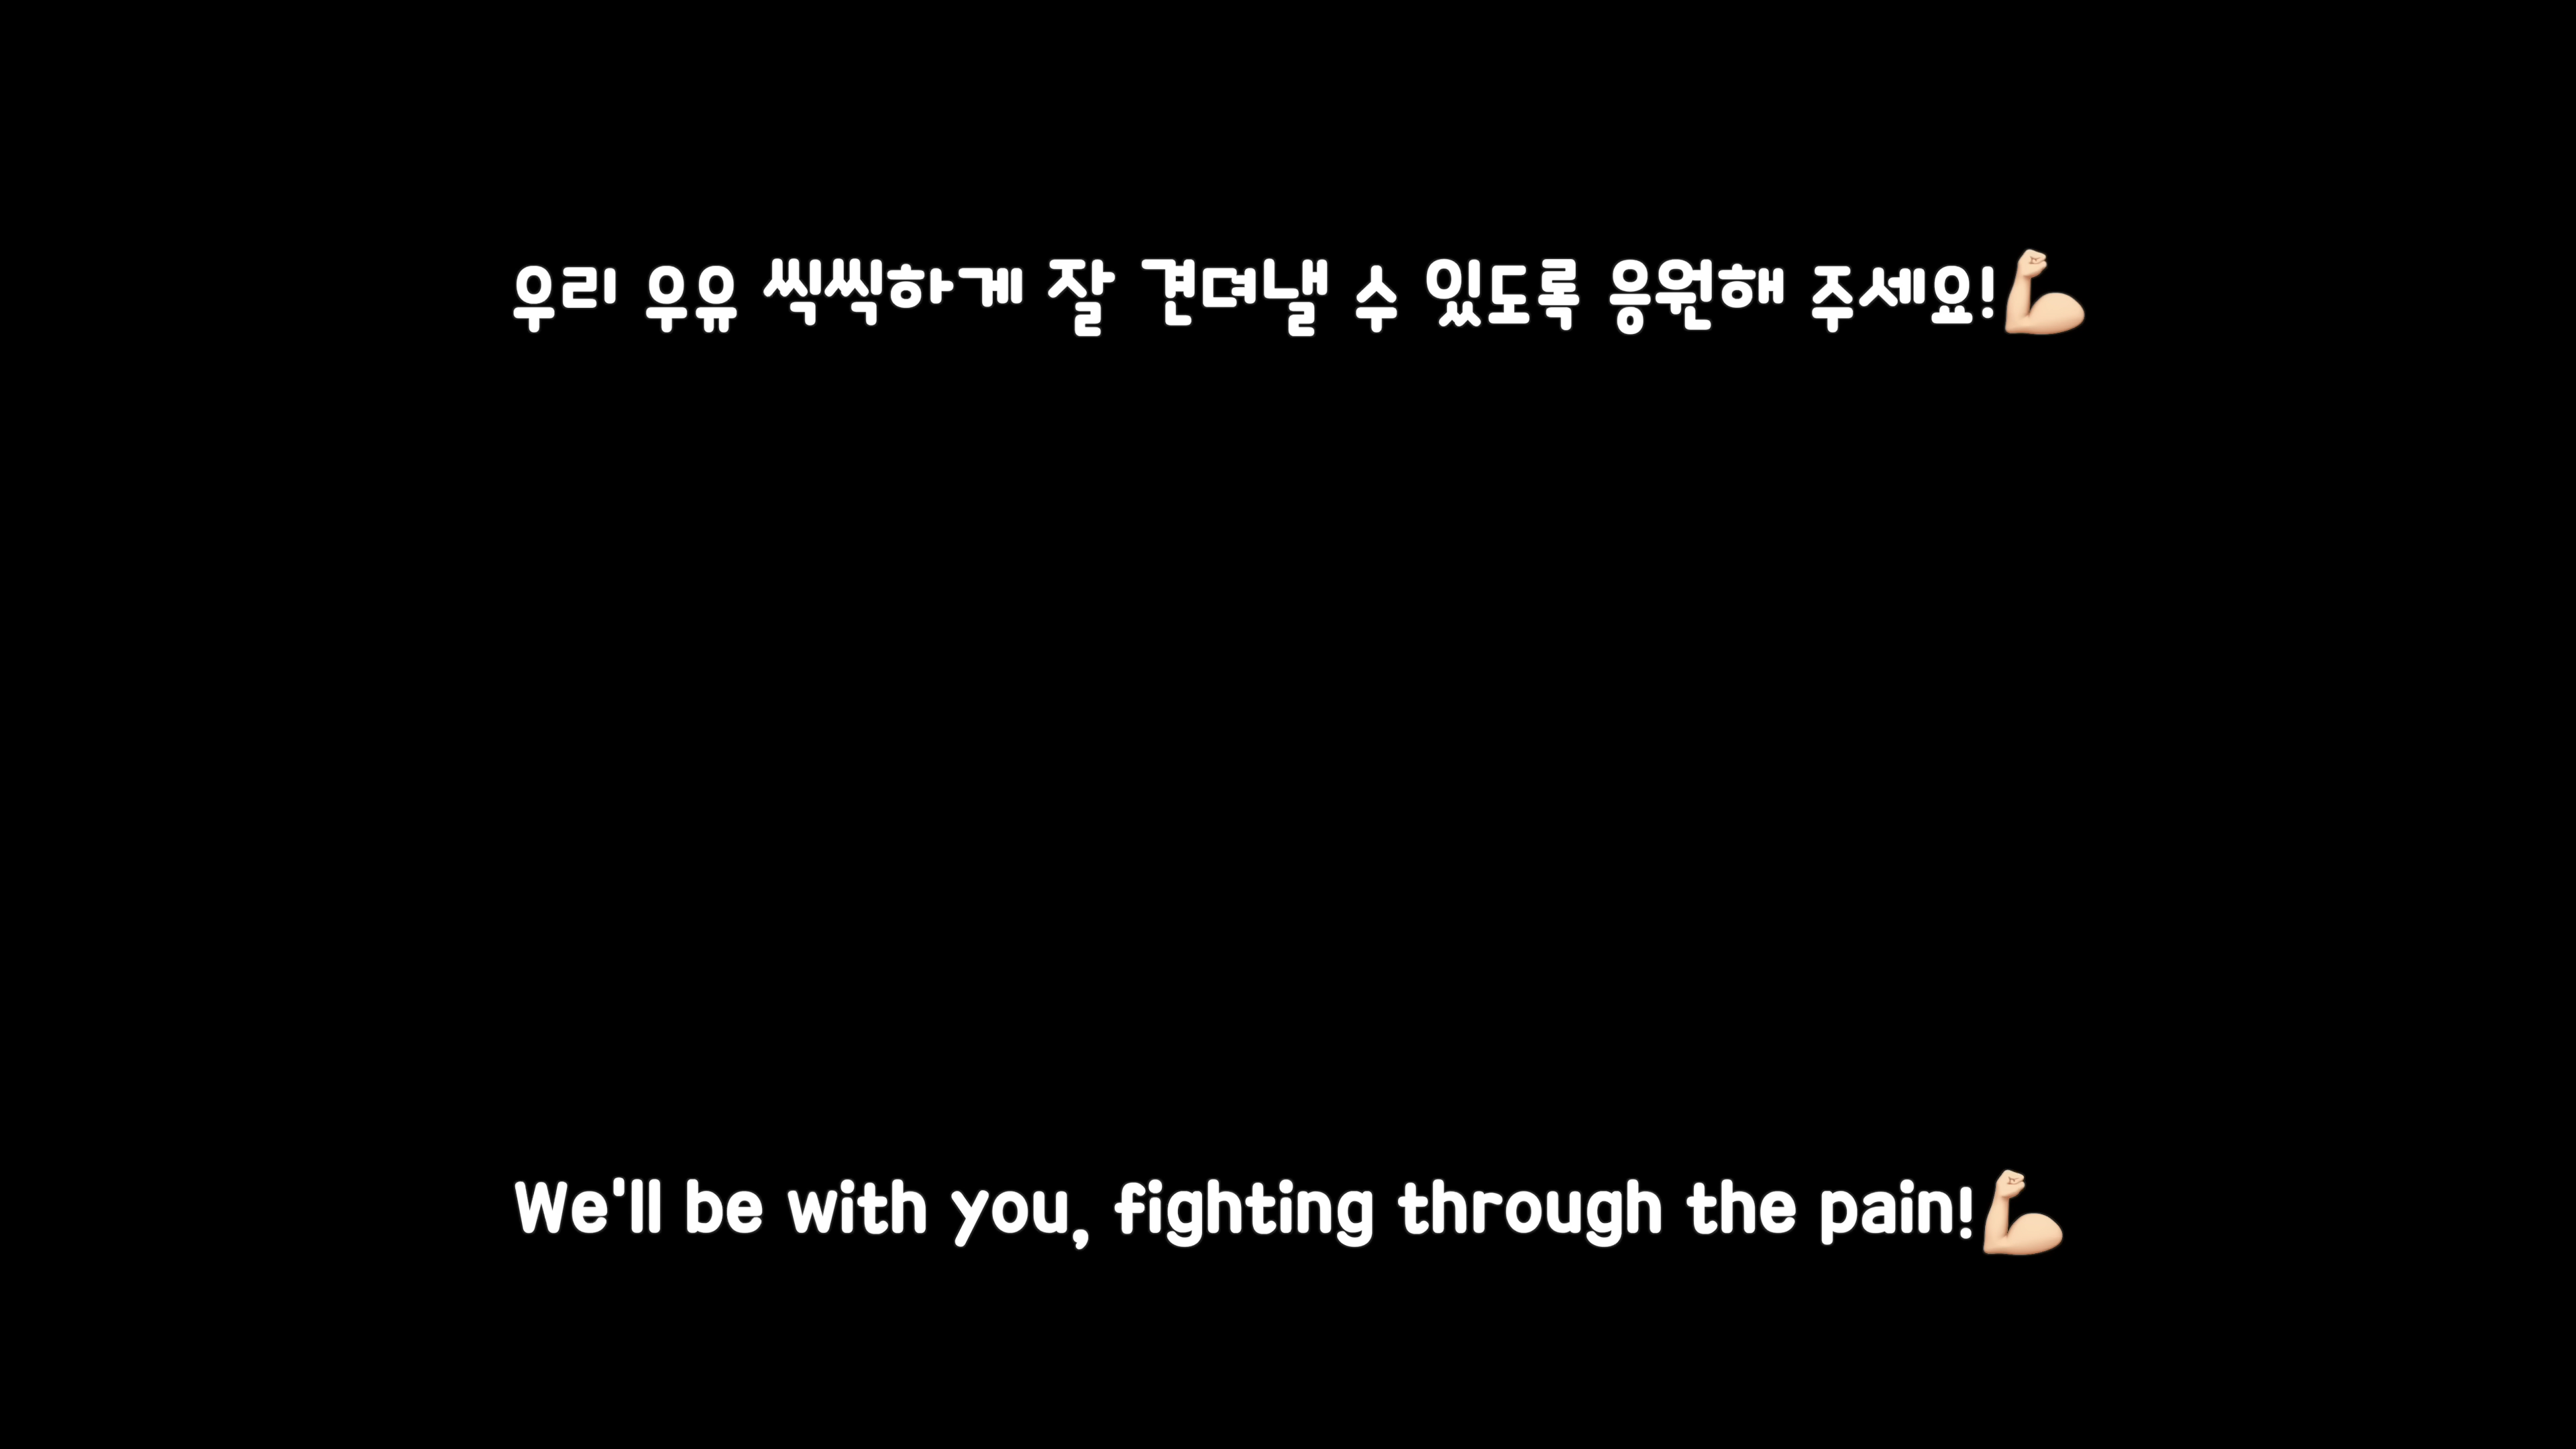 우리 우유 씩씩하게 잘 견뎌낼 수 있도록 응원해 주세요!💪🏻
We'll be with you, fighting through the pain!💪🏻